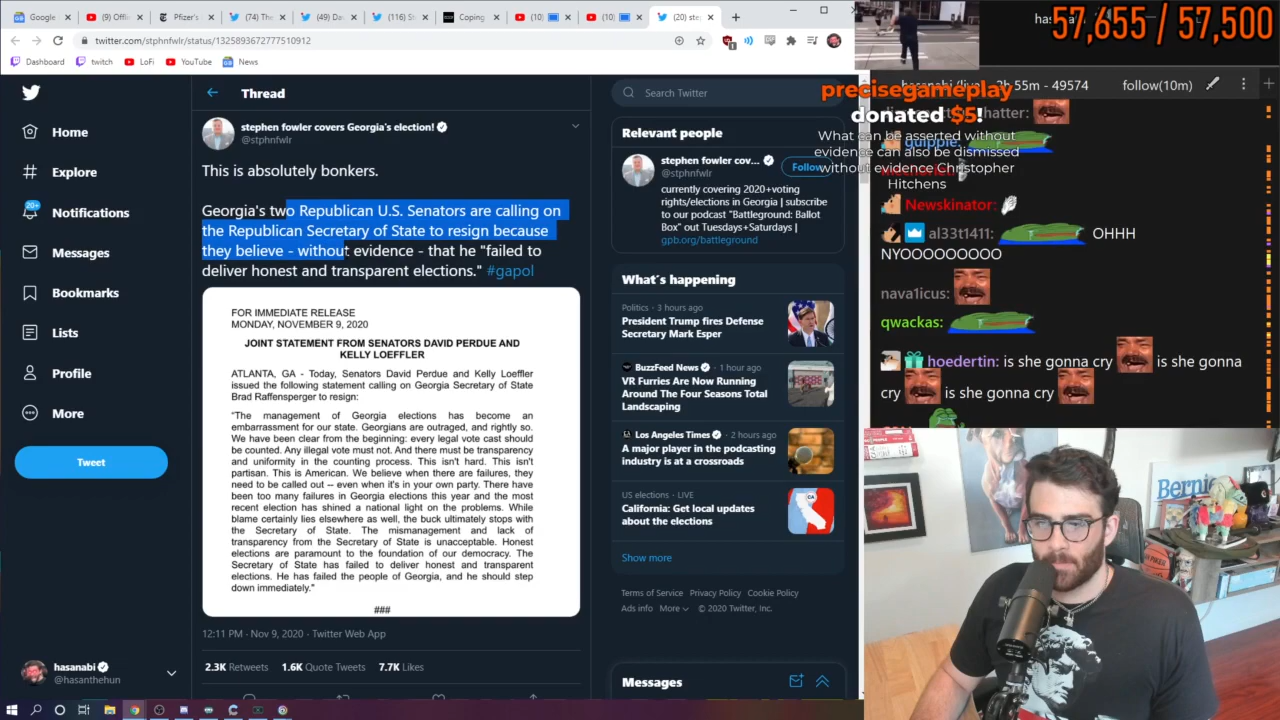 Google
(9) Offli
Pfizer's
(74) The
(49) Dav
(116) St
Coping
(10)
(10)
(20) ste
twitter.com/stphnfwlr/status/1325893672777510912
Dashboard
twitch
LoFi
YouTube
News
Home
Explore
20+
Notifications
Messages
Bookmarks
Lists
Profile
More
Tweet
hasanabi
@hasanthehun
Thread
stephen fowler covers Georgia's election!
@stphnfwlr
This is absolutely bonkers.
Georgia's two Republican U.S. Senators are calling on
the Republican Secretary of State to resign because
they believe - without evidence - that he "failed to
deliver honest and transparent elections." #gapol
FOR IMMEDIATE RELEASE
MONDAY, NOVEMBER 9, 2020
JOINT STATEMENT FROM SENATORS DAVID PERDUE AND
KELLY LOEFFLER
ATLANTA, GA - Today, Senators David Perdue and Kelly Loeffler
issued the following statement calling on Georgia Secretary of State
Brad Raffensperger to resign:
"The management of Georgia elections has become an
embarrassment for our state. Georgians are outraged, and rightly so.
We have been clear from the beginning: every legal vote cast should
be counted. Any illegal vote must not. And there must be transparency
and uniformity in the counting process. This isn't hard. This isn't
partisan. This is American. We believe when there are failures, they
need to be called out -- even when it's in your own party. There have
been too many failures in Georgia elections this year and the most
recent election has shined a national light on the problems. While
blame certainly lies elsewhere as well, the buck ultimately stops with
the Secretary of State. The mismanagement and lack of
transparency from the Secretary of State is unacceptable. Honest
elections are paramount to the foundation of our democracy. The
Secretary of State has failed to deliver honest and transparent
elections. He has failed the people of Georgia, and he should step
down immediately."
###
12:11 PM · Nov 9, 2020 · Twitter Web App
2.3K Retweets 1.6K Quote Tweets 7.7K Likes
Search Twitter
Relevant people
stephen fowler cov...
@stphnfwlr
Follow
currently covering 2020+voting
rights/elections in Georgia | subscribe
to our podcast "Battleground: Ballot
Box" out Tuesdays+Saturdays |
gpb.org/battleground
What's happening
Politics · 3 hours ago
President Trump fires Defense
Secretary Mark Esper
BuzzFeed News · 1 hour ago
VR Furries Are Now Running
Around The Four Seasons Total
Landscaping
Los Angeles Times · 2 hours ago
A major player in the podcasting
industry is at a crossroads
US elections · LIVE
California: Get local updates
about the elections
Show more
Terms of Service Privacy Policy Cookie Policy
Ads info More © 2020 Twitter, Inc.
Messages
57,655 / 57,500
49574
follow(10m)
precisegameplay
donated $5!
What can be asserted without
evidence can also be dismissed
without evidence Christopher
Hitchens
quippie:
Newskinator:
al33t1411: OHHH
NYOOOOOOOO
nava1icus:
qwackas:
hoedertin: is she gonna cry is she gonna
cry is she gonna cry
Bernie